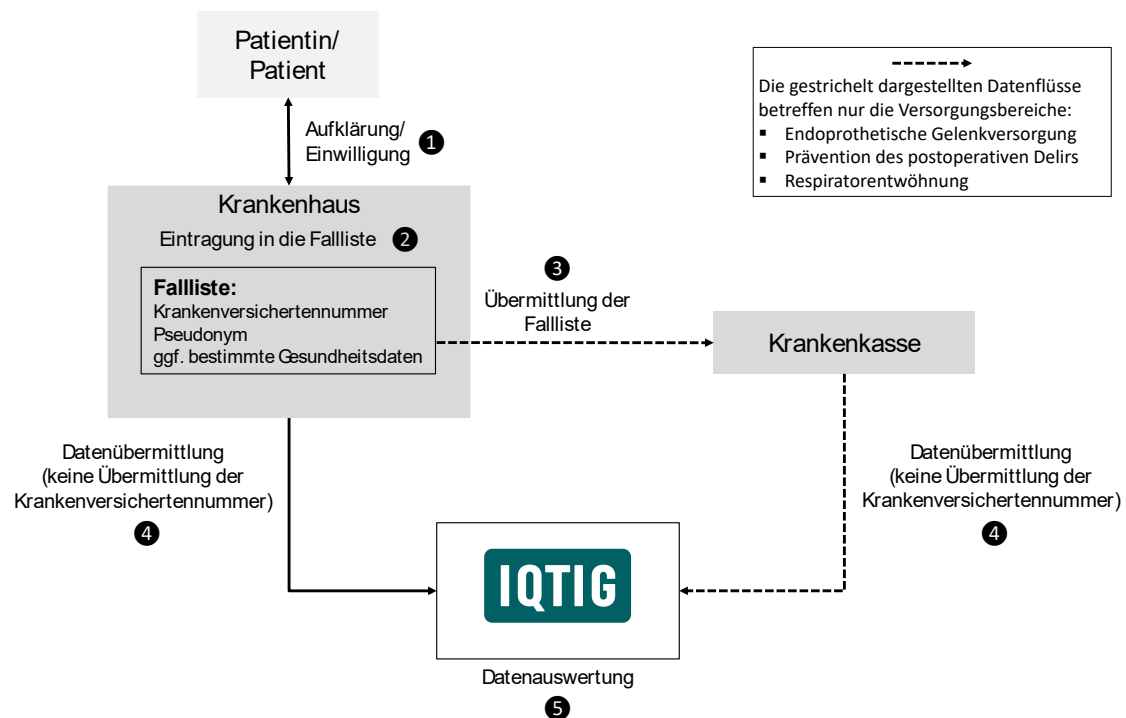 Patientin/
Patient
Aufklärung/
Einwilligung
1
Die gestrichelt dargestellten Datenflüsse
betreffen nur die Versorgungsbereiche:
▪ Endoprothetische Gelenkversorgung
▪ Prävention des postoperativen Delirs
▪ Respiratorentwöhnung
Krankenhaus
Eintragung in die Fallliste 2
Fallliste:
Krankenversichertennummer
Pseudonym
ggf. bestimmte Gesundheitsdaten
3
Übermittlung der
Fallliste
Krankenkasse
Datenübermittlung
(keine Übermittlung der
Krankenversichertennummer)
4
Datenübermittlung
(keine Übermittlung der
Krankenversichertennummer)
4
IQTIG
Datenauswertung
5